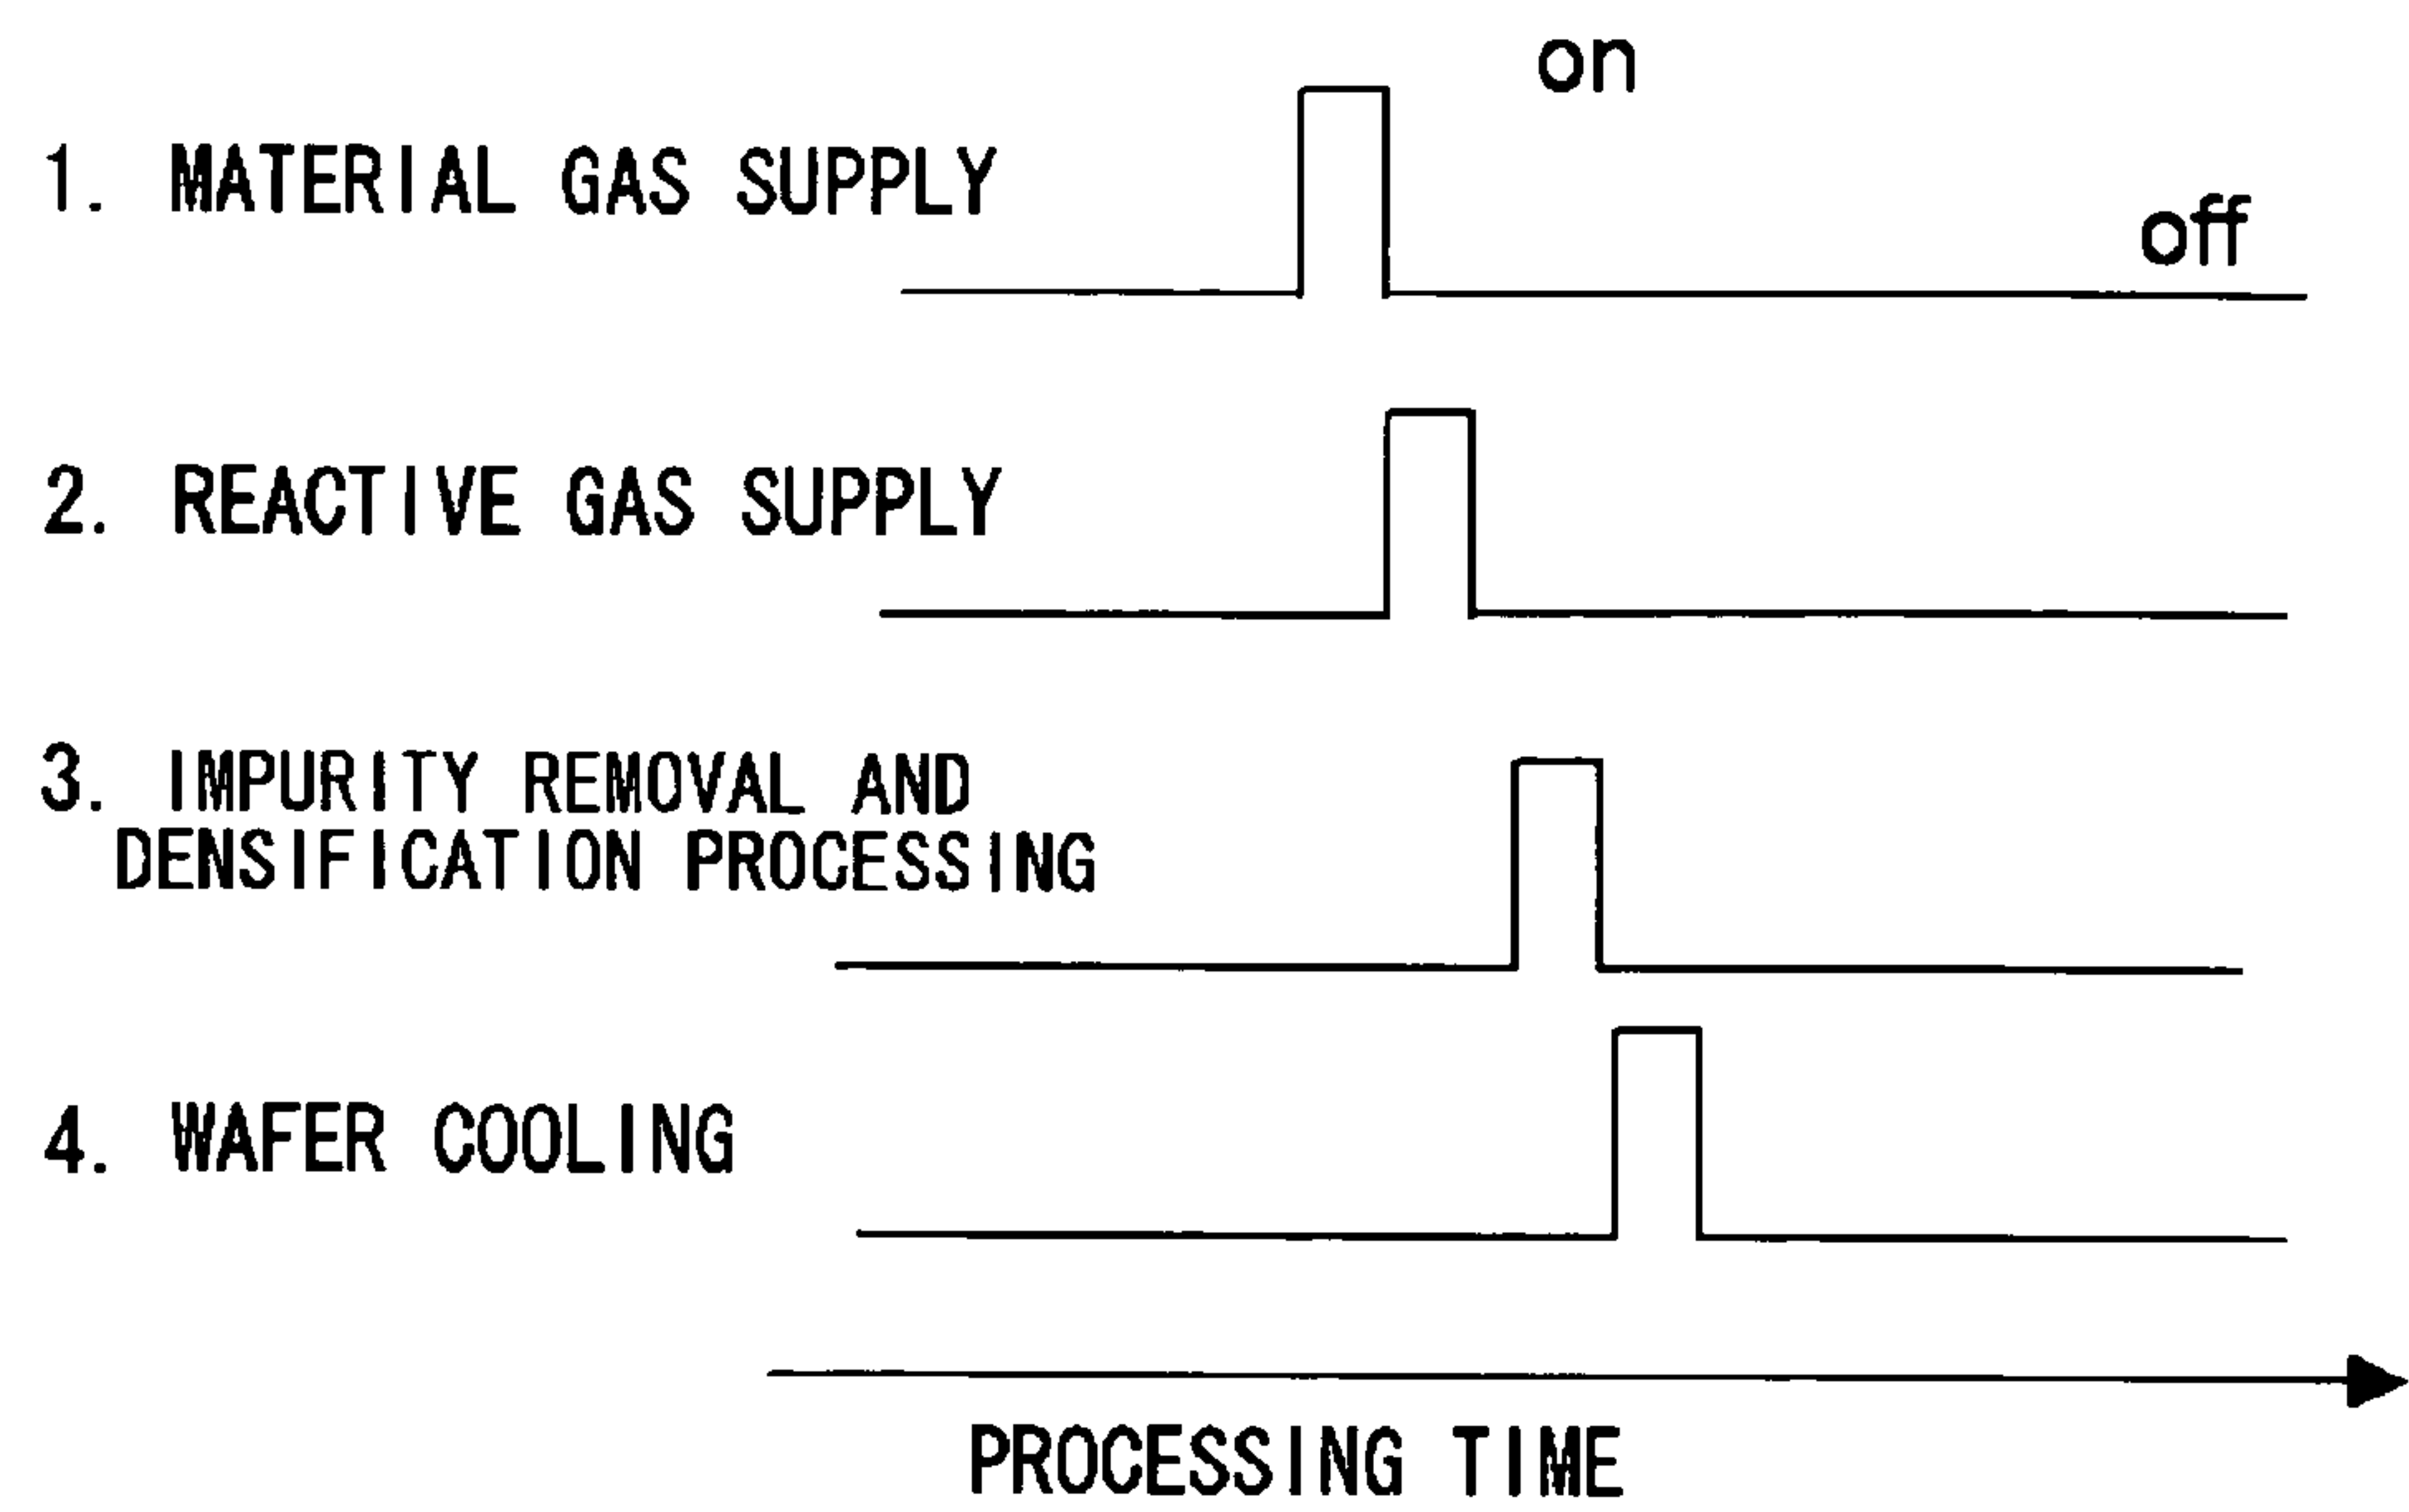 on
1. MATERIAL GAS SUPPLY
off
2. REACTIVE GAS SUPPLY
3. IMPURITY REMOVAL AND
DENSIFICATION PROCESSING
4. WAFER COOLING
PROCESSING TIME